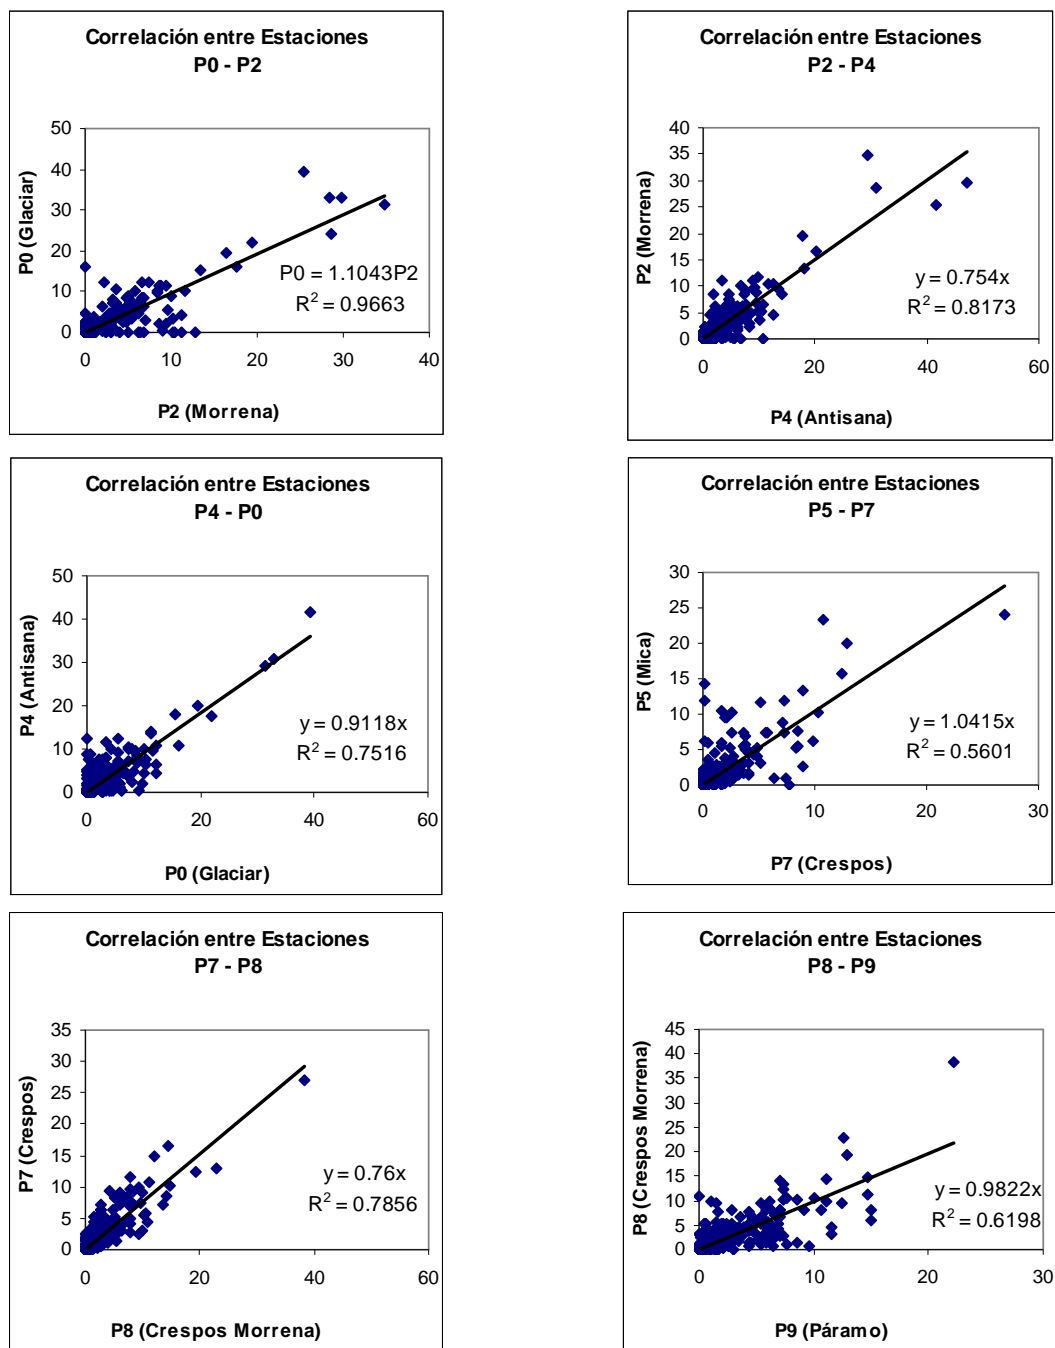 Correlación entre Estaciones
P0 - P2
50
40
30
20
10
0
0
10
20
30
40
P0 (Glaciar)
P0 = 1.1043P2
R² = 0.9663
P2 (Morrena)
Correlación entre Estaciones
P2 - P4
40
35
30
25
20
15
10
5
0
0
20
40
60
P2 (Morrena)
y = 0.754x
R² = 0.8173
P4 (Antisana)
Correlación entre Estaciones
P4 - P0
50
40
30
20
10
0
0
20
40
60
P4 (Antisana)
y = 0.9118x
R² = 0.7516
P0 (Glaciar)
Correlación entre Estaciones
P5 - P7
30
25
20
15
10
5
0
0
10
20
30
P5 (Mica)
y = 1.0415x
R² = 0.5601
P7 (Crespos)
Correlación entre Estaciones
P7 - P8
35
30
25
20
15
10
5
0
0
20
40
60
P7 (Crespos)
y = 0.76x
R² = 0.7856
P8 (Crespos Morrena)
Correlación entre Estaciones
P8 - P9
45
40
35
30
25
20
15
10
5
0
0
10
20
30
P8 (Crespos Morrena)
y = 0.9822x
R² = 0.6198
P9 (Páramo)